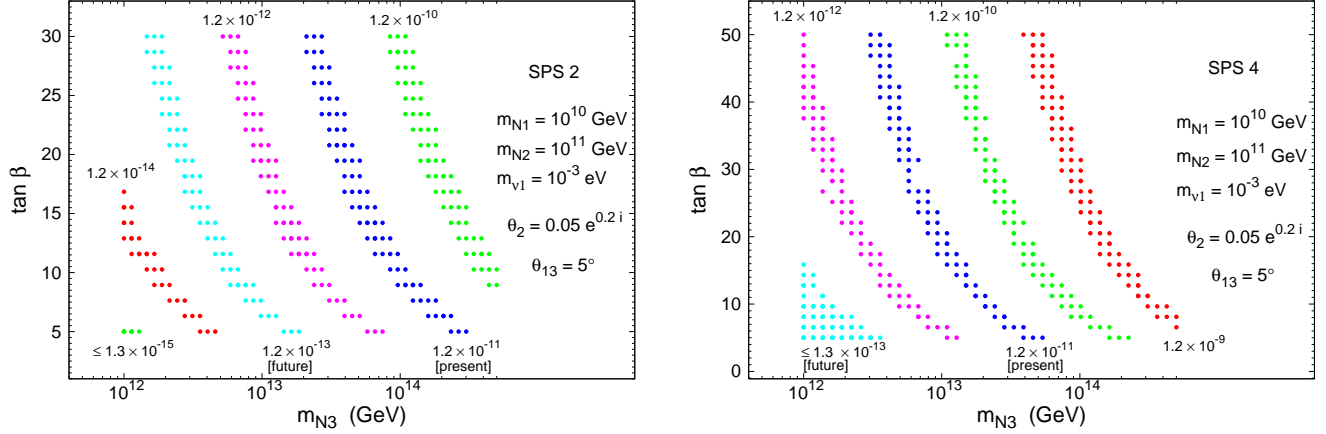 1.2 × 10⁻¹²
1.2 × 10⁻¹⁰
30
25
20
15
10
5
tan β
SPS 2
m_N1 = 10¹⁰ GeV
m_N2 = 10¹¹ GeV
m_ν1 = 10⁻³ eV
θ₂ = 0.05 e^0.2 i
θ₁₃ = 5°
1.2 × 10⁻¹⁴
≤ 1.3 × 10⁻¹⁵
1.2 × 10⁻¹³
[future]
1.2 × 10⁻¹¹
[present]
10¹²
10¹³
10¹⁴
m_N3 (GeV)
1.2 × 10⁻¹²
1.2 × 10⁻¹⁰
50
40
30
20
10
0
tan β
SPS 4
m_N1 = 10¹⁰ GeV
m_N2 = 10¹¹ GeV
m_ν1 = 10⁻³ eV
θ₂ = 0.05 e^0.2 i
θ₁₃ = 5°
≤ 1.3 × 10⁻¹³
[future]
1.2 × 10⁻¹¹
[present]
1.2 × 10⁻⁹
10¹²
10¹³
10¹⁴
m_N3 (GeV)